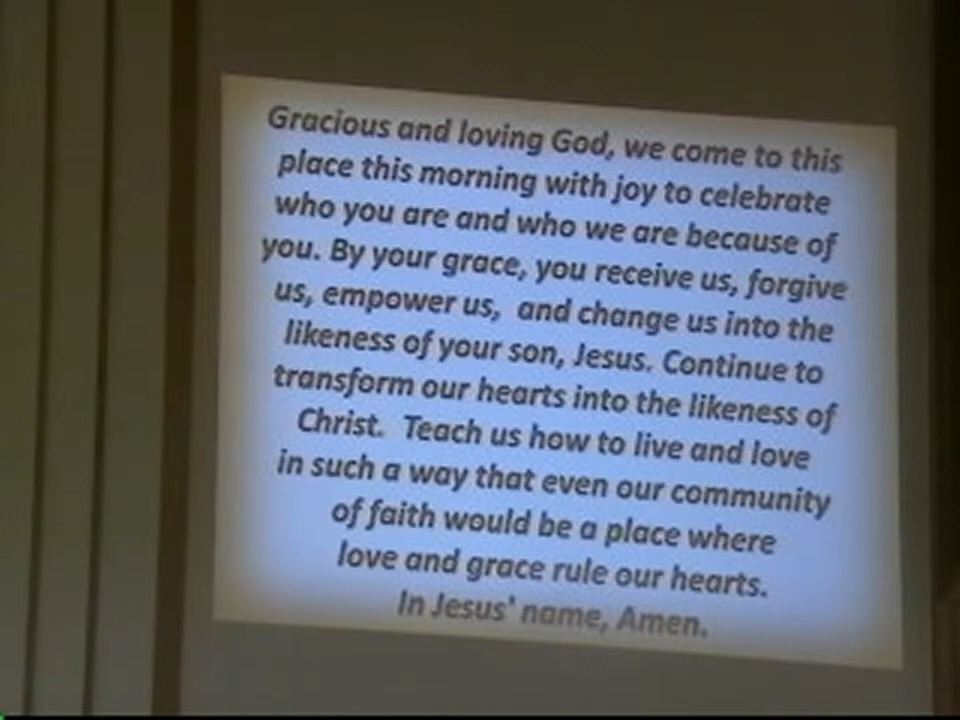 Gracious and loving God, we come to this
place this morning with joy to celebrate
who you are and who we are because of
you. By your grace, you receive us, forgive
us, empower us,  and change us into the
likeness of your son, Jesus. Continue to
transform our hearts into the likeness of
Christ.  Teach us how to live and love
in such a way that even our community
of faith would be a place where
love and grace rule our hearts.
In Jesus' name, Amen.